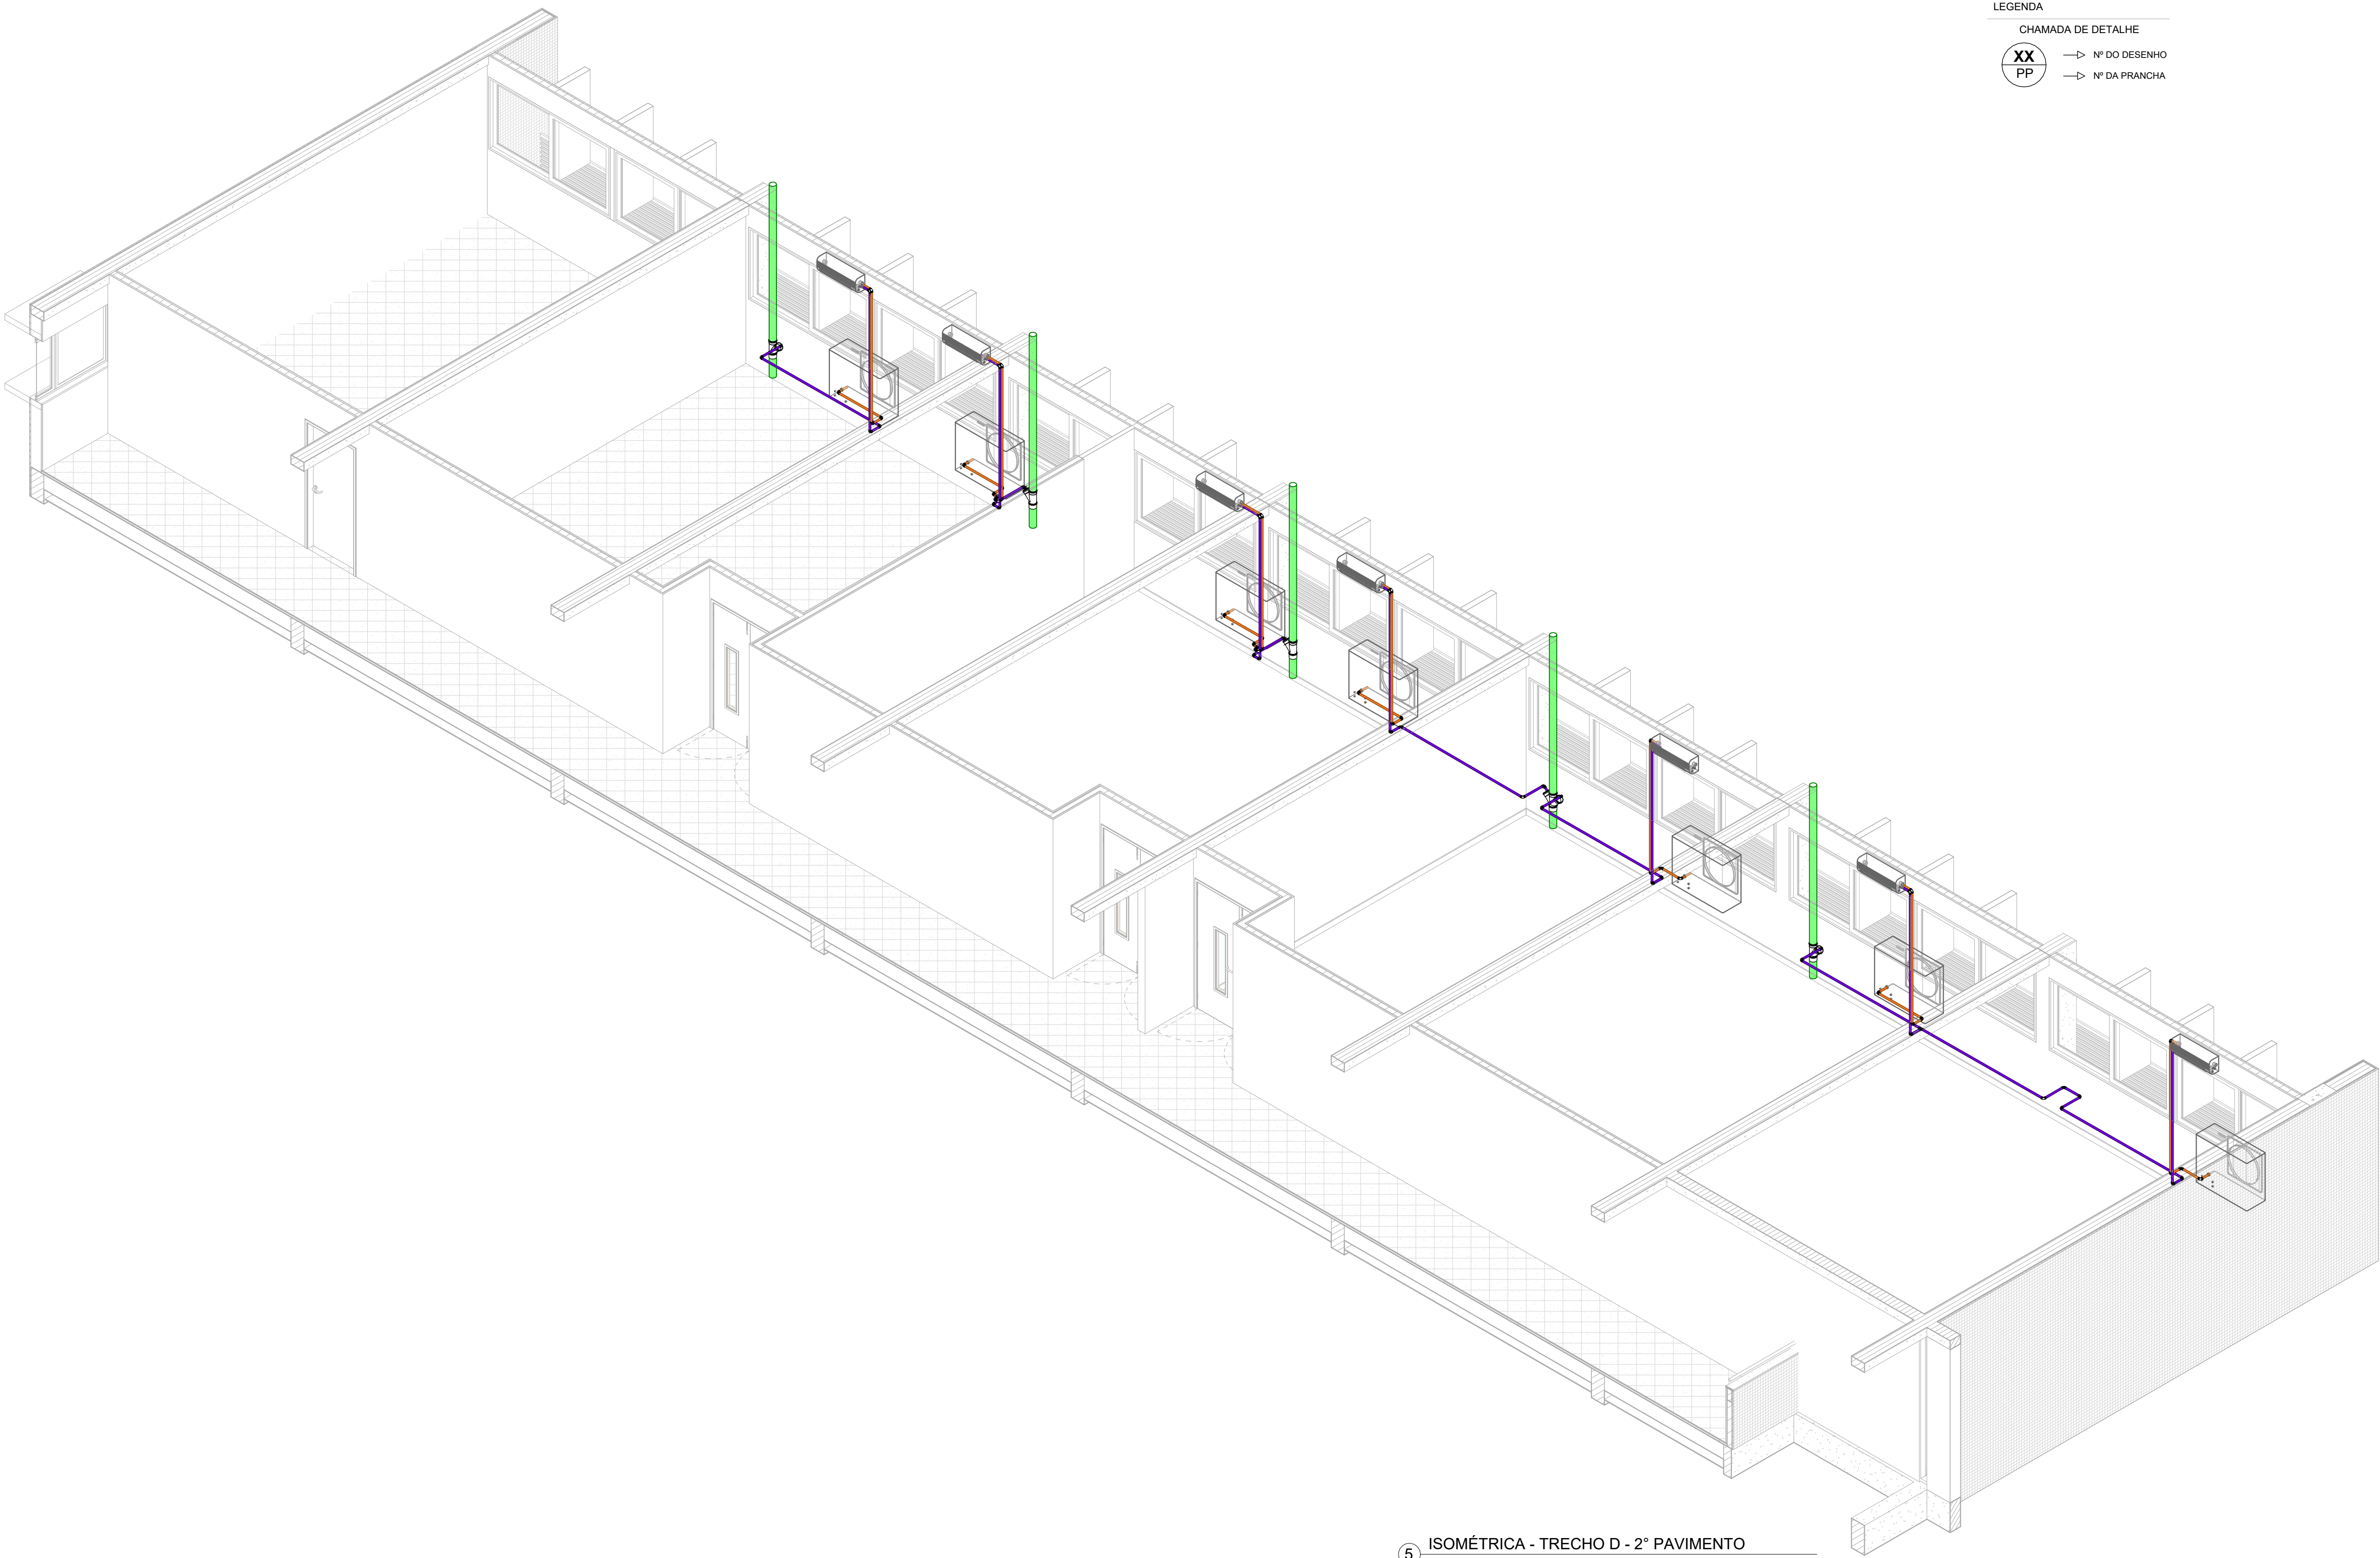 LEGENDA
CHAMADA DE DETALHE
XX
PP
Nº DO DESENHO
Nº DA PRANCHA
ISOMÉTRICA - TRECHO D - 2° PAVIMENTO
5